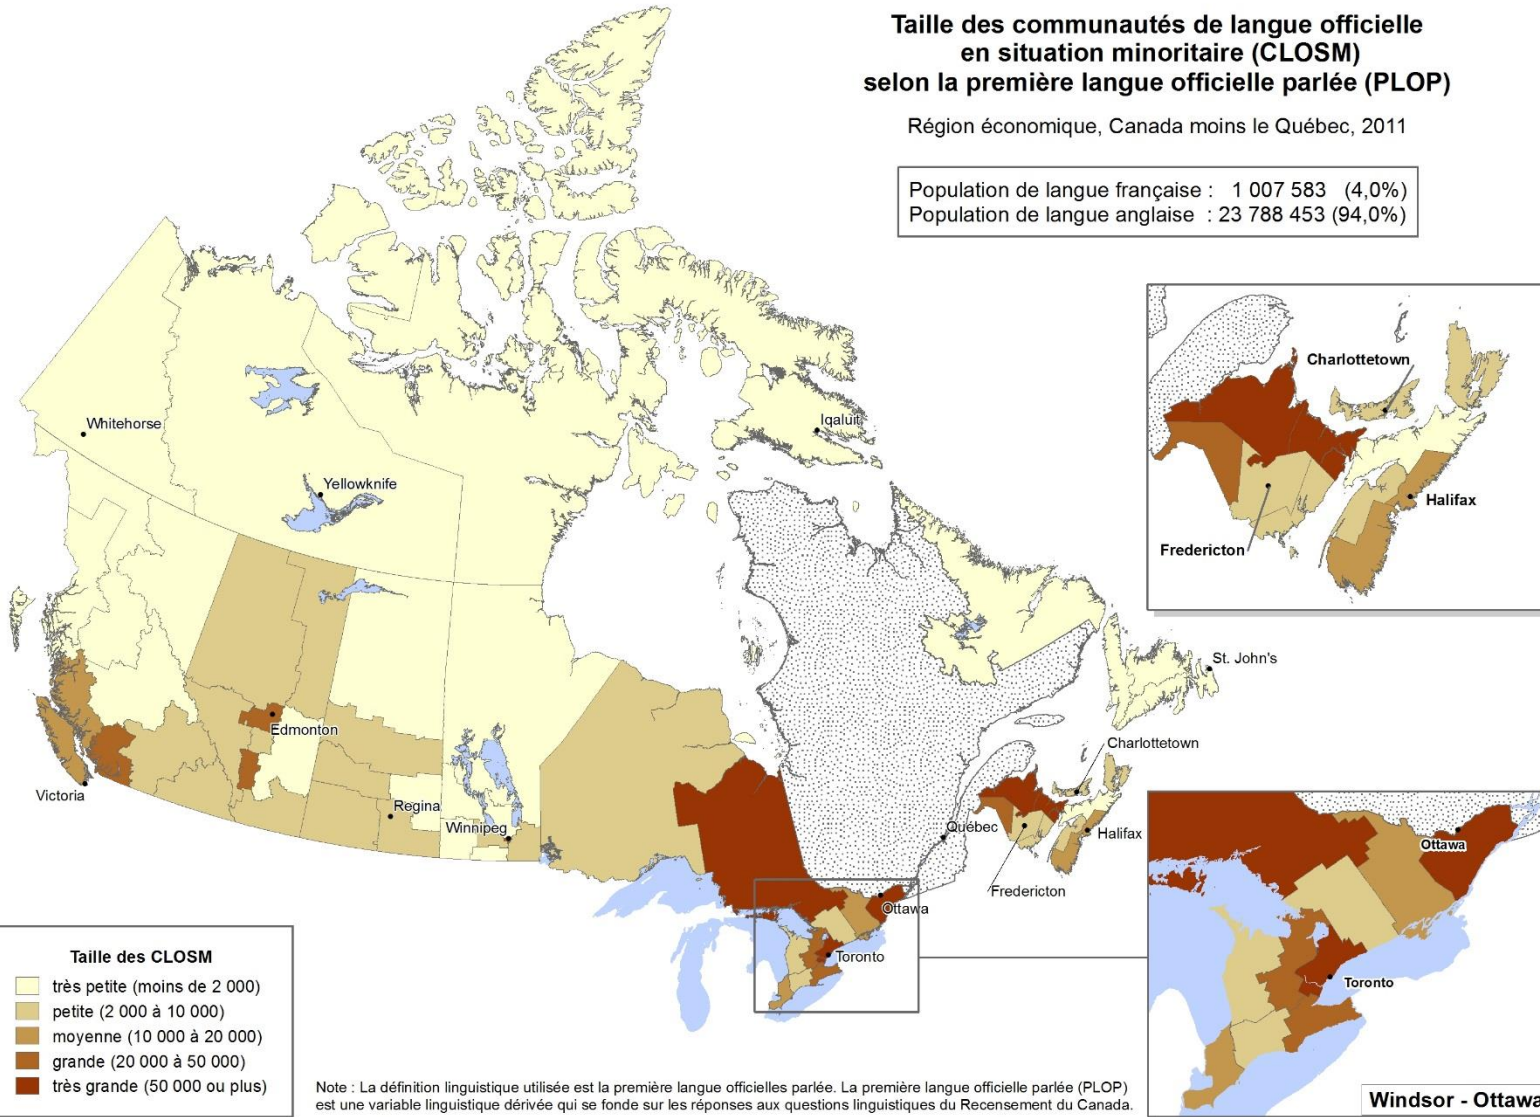 Taille des communautés de langue officielle
en situation minoritaire (CLOSM)
selon la première langue officielle parlée (PLOP)
Région économique, Canada moins le Québec, 2011
Population de langue française : 1 007 583 (4,0%)
Population de langue anglaise : 23 788 453 (94,0%)
Charlottetown
Halifax
Fredericton
Whitehorse
Iqaluit
Yellowknife
St. John's
Edmonton
Charlottetown
Victoria
Regina
Winnipeg
Québec
Halifax
Fredericton
Ottawa
Toronto
Ottawa
Toronto
Windsor - Ottawa
Taille des CLOSM
très petite (moins de 2 000)
petite (2 000 à 10 000)
moyenne (10 000 à 20 000)
grande (20 000 à 50 000)
très grande (50 000 ou plus)
Note : La définition linguistique utilisée est la première langue officielles parlée. La première langue officielle parlée (PLOP)
est une variable linguistique dérivée qui se fonde sur les réponses aux questions linguistiques du Recensement du Canada.